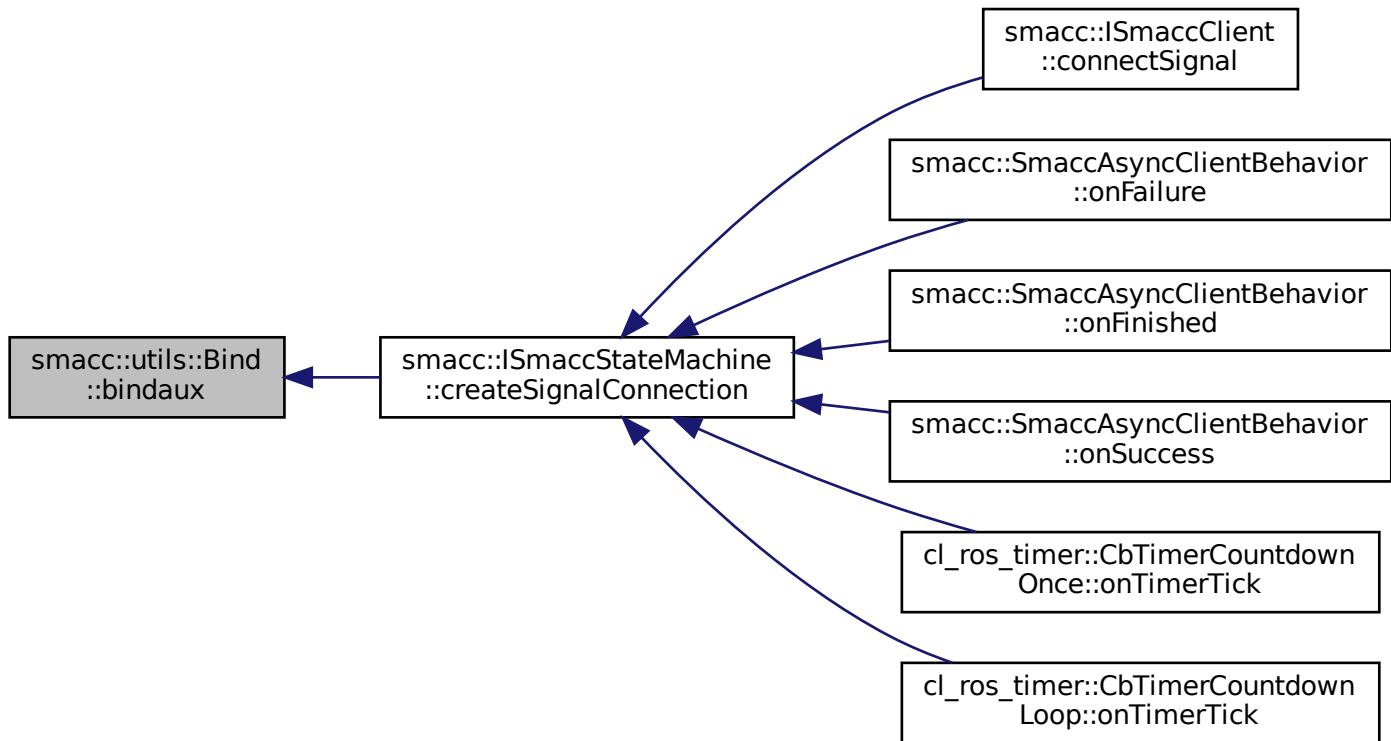 smacc::ISmaccClient
::connectSignal
smacc::SmaccAsyncClientBehavior
::onFailure
smacc::SmaccAsyncClientBehavior
::onFinished
smacc::utils::Bind
::bindaux
smacc::ISmaccStateMachine
::createSignalConnection
smacc::SmaccAsyncClientBehavior
::onSuccess
cl_ros_timer::CbTimerCountdown
Once::onTimerTick
cl_ros_timer::CbTimerCountdown
Loop::onTimerTick